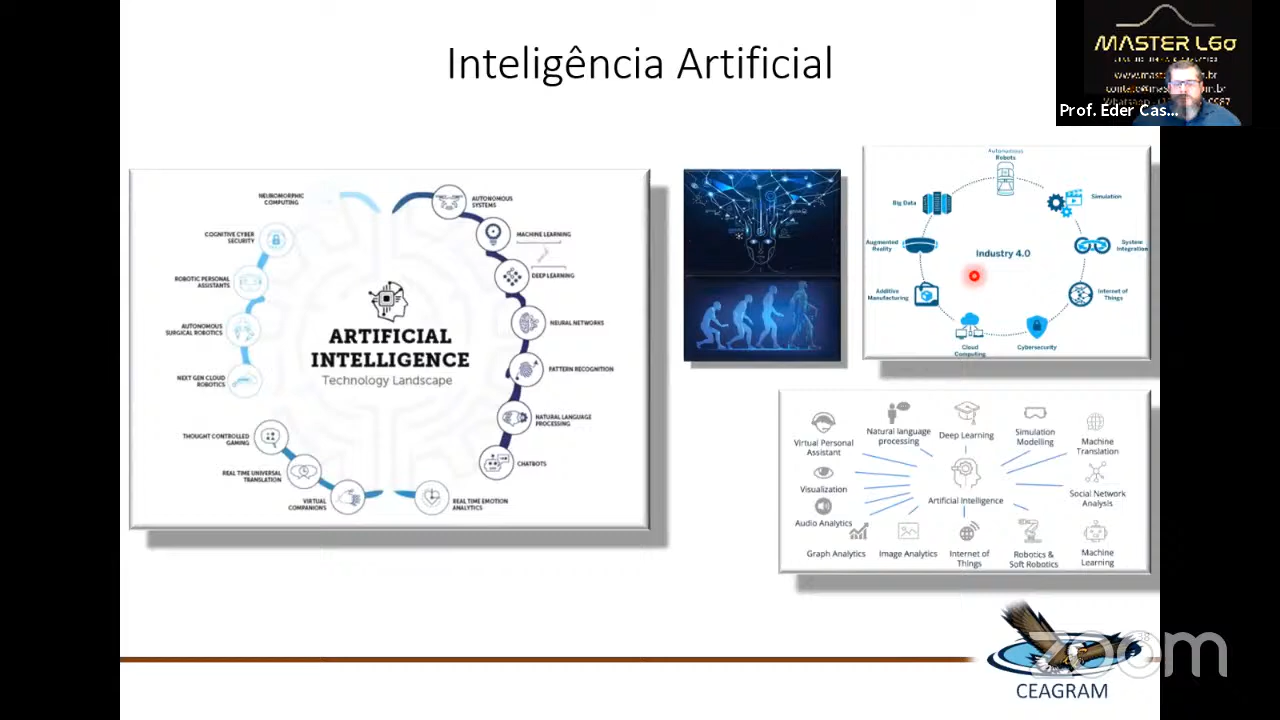 Inteligência Artificial
MASTER LGσ
Prof. Eder Cas...
NEUROMORPHIC
COMPUTING
COGNITIVE CYBER
SECURITY
ROBOTIC PERSONAL
ASSISTANTS
AUTONOMOUS
SURGICAL ROBOTICS
NEXT GEN CLOUD
ROBOTICS
THOUGHT CONTROLLED
GAMING
REAL TIME UNIVERSAL
TRANSLATION
VIRTUAL
COMPANIONS
ARTIFICIAL
INTELLIGENCE
Technology Landscape
AUTONOMOUS
SYSTEMS
MACHINE LEARNING
DEEP LEARNING
NEURAL NETWORKS
PATTERN RECOGNITION
NATURAL LANGUAGE
PROCESSING
CHATBOTS
REAL TIME EMOTION
ANALYTICS
Autonomous
Robots
Big Data
Simulation
Augmented
Reality
System
Integration
Industry 4.0
Additive
Manufacturing
Internet of
Things
Cloud
Computing
Cybersecurity
Virtual Personal
Assistant
Natural language
processing
Deep Learning
Simulation
Modelling
Machine
Translation
Visualization
Artificial Intelligence
Social Network
Analysis
Audio Analytics
Graph Analytics
Image Analytics
Internet of
Things
Robotics &
Soft Robotics
Machine
Learning
38
zoom
CEAGRAM